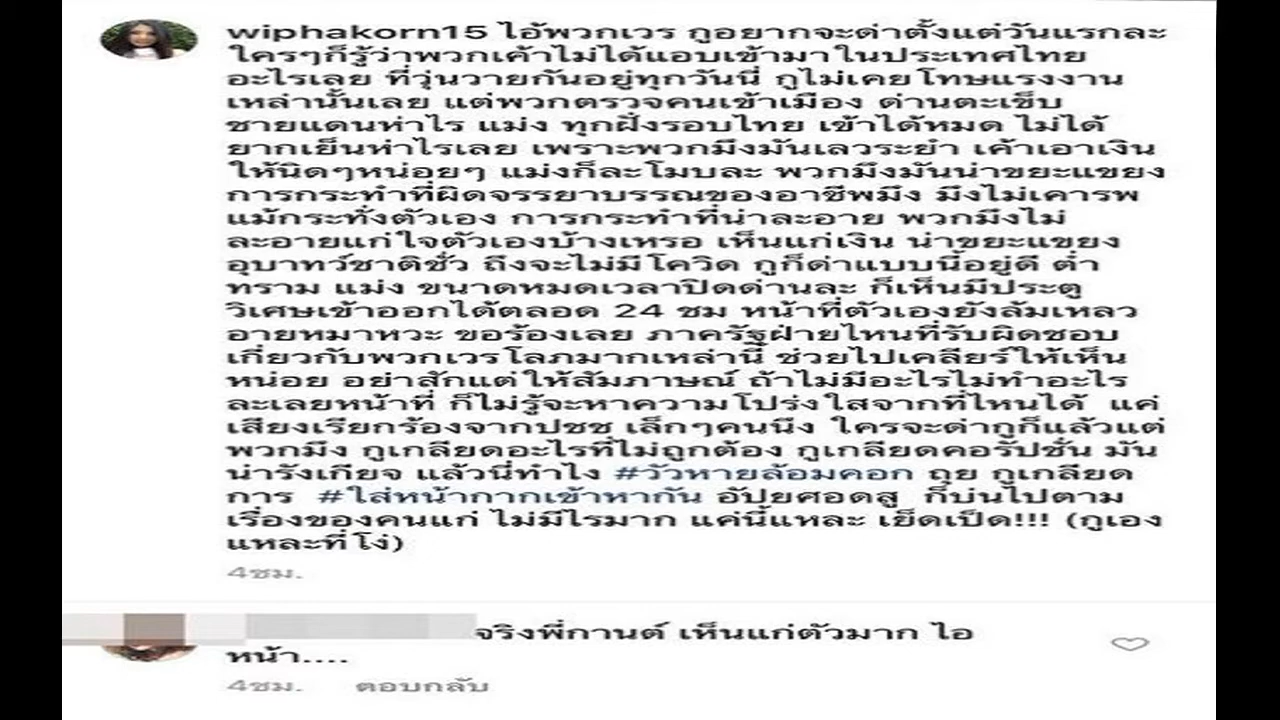 wiphakorn15 ไอ้พวกเวร กูอยากจะด่าตั้งแต่วันแรกละ
ใครๆก็รู้ว่าพวกเค้าไม่ได้แอบเข้ามาในประเทศไทย
อะไรเลย ที่วุ่นวายกันอยู่ทุกวันนี่ กูไม่เคยโทษแรงงาน
เหล่านั้นเลย แต่พวกตรวจคนเข้าเมือง ด่านตะเข็บ
ชายแดนห่าไร แม่ง ทุกฝั่งรอบไทย เข้าได้หมด ไม่ได้
ยากเย็นห่าไรเลย เพราะพวกมึงมันเลวระยำ เค้าเอาเงิน
ให้นิดๆหน่อยๆ แม่งก็ละโมบละ พวกมึงมันน่าขยะแขยง
การกระทำที่ผิดจรรยาบรรณของอาชีพมึง มึงไม่เคารพ
แม้กระทั่งตัวเอง การกระทำที่น่าละอาย พวกมึงไม่
ละอายแก่ใจตัวเองบ้างเหรอ เห็นแก่เงิน น่าขยะแขยง
อุบาทว์ชาติชั่ว ถึงจะไม่มีโควิด กูก็ด่าแบบนี้อยู่ดี ต่ำ
ทราม แม่ง ขนาดหมดเวลาปิดด่านละ ก็เห็นมีประตู
วิเศษเข้าออกได้ตลอด 24 ชม หน้าที่ตัวเองยังล้มเหลว
อายหมาหวะ ขอร้องเลย ภาครัฐฝ่ายไหนที่รับผิดชอบ
เกี่ยวกับพวกเวรโลภมากเหล่านี้ ช่วยไปเคลียร์ให้เห็น
หน่อย อย่าสักแต่ให้สัมภาษณ์ ถ้าไม่มีอะไรไม่ทำอะไร
ละเลยหน้าที่ ก็ไม่รู้จะหาความโปร่งใสจากที่ไหนได้ แค่
เสียงเรียกร้องจากปชช เล็กๆคนนึง ใครจะด่ากูก็แล้วแต่
พวกมึง กูเกลียดอะไรที่ไม่ถูกต้อง กูเกลียดคอรัปชั่น มัน
น่ารังเกียจ แล้วนี่ทำไง #วัวหายล้อมคอก ถุย กูเกลียด
การ #ใส่หน้ากากเข้าหากัน อัปยศอดสู ก็บ่นไปตาม
เรื่องของคนแก่ ไม่มีไรมาก แค่นี้แหละ เย็ดเป็ด!!! (กูเอง
แหละที่โง่)
4ชม.
จริงพี่กานต์ เห็นแก่ตัวมาก ไอ
หน้า....
4ชม. ตอบกลับ